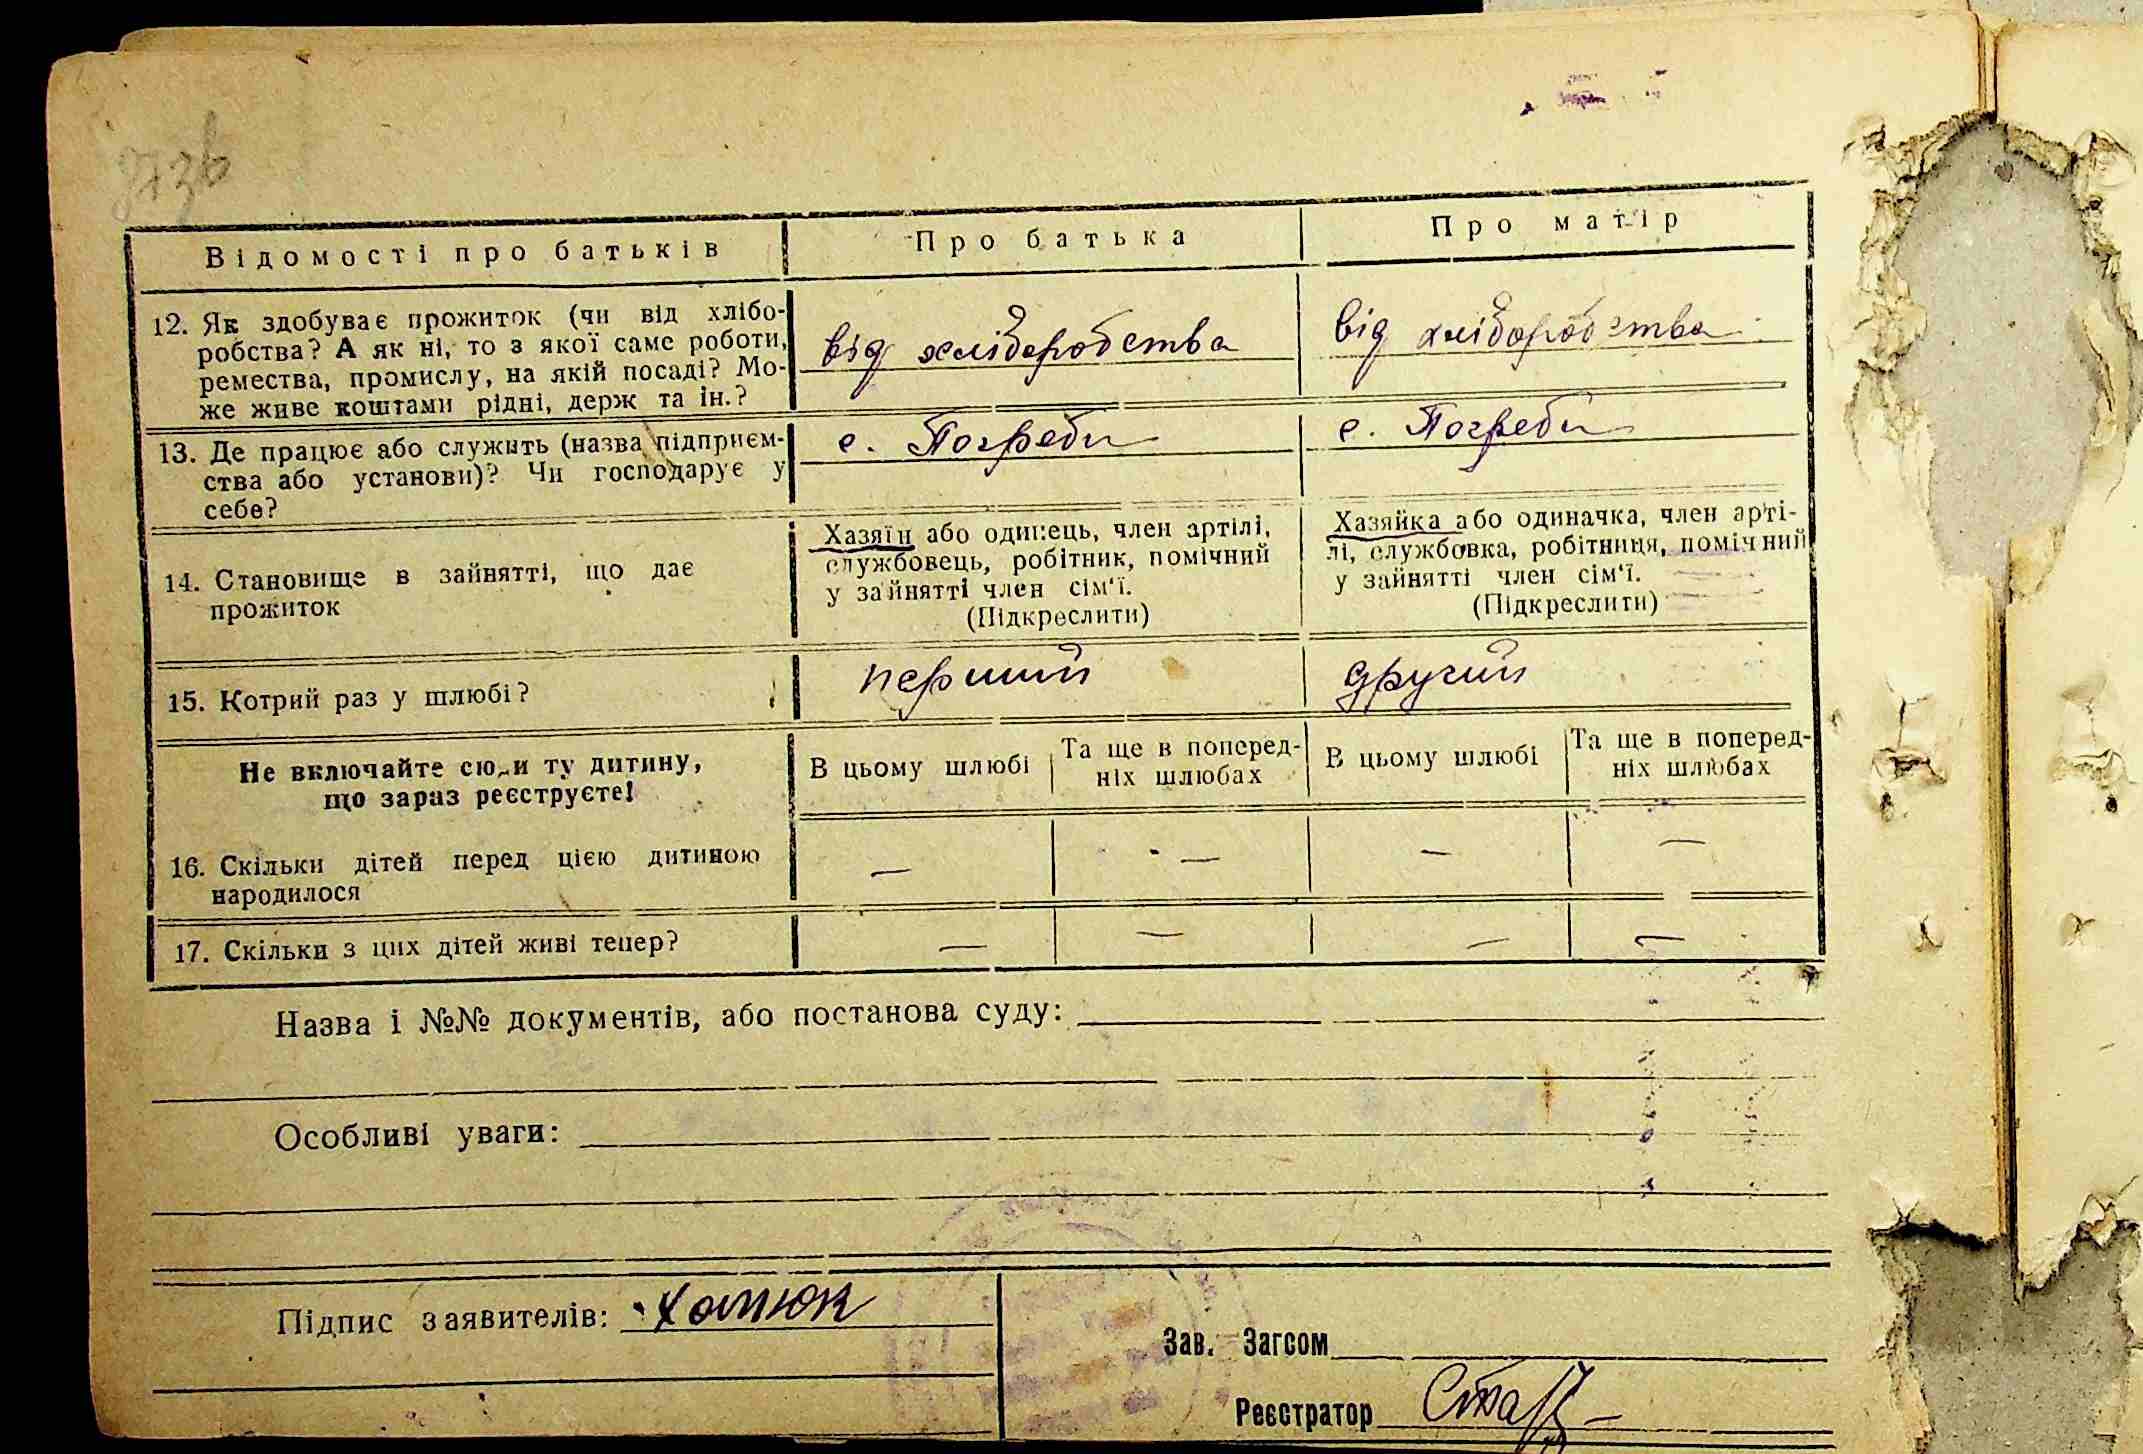 373б
Відомості про батьків
Про батька
Про матір
12. Як здобуває прожиток (чи від хлібо-
робства? А як ні, то з якої саме роботи,
ремества, промислу, на якій посаді? Мо-
же живе коштами рідні, держ та ін.?
від хліборобства
від хліборобства
13. Де працює або служить (назва підприєм-
ства або установи)? Чи господарує у
себе?
с. Погреби
с. Погреби
14. Становище в зайнятті, що дає
прожиток
Хазяїн або одинець, член артілі,
службовець, робітник, помічний
у зайнятті член сім'ї.
(Підкреслити)
Хазяйка або одиначка, член арті-
лі, службовка, робітниця, помічний
у зайнятті член сім'ї.
(Підкреслити)
15. Котрий раз у шлюбі?
перший
другий
Не включайте сюди ту дитину,
що зараз реєструєте!
В цьому шлюбі
Та ще в поперед-
ніх шлюбах
В цьому шлюбі
Та ще в поперед-
ніх шлюбах
16. Скільки дітей перед цією дитиною
народилося
— — — —
17. Скільки з цих дітей живі тепер?
— — — —
Назва і №№ документів, або постанова суду:
Особливі уваги:
Підпис заявителів: Хомюк
Зав. Загсом
Реєстратор